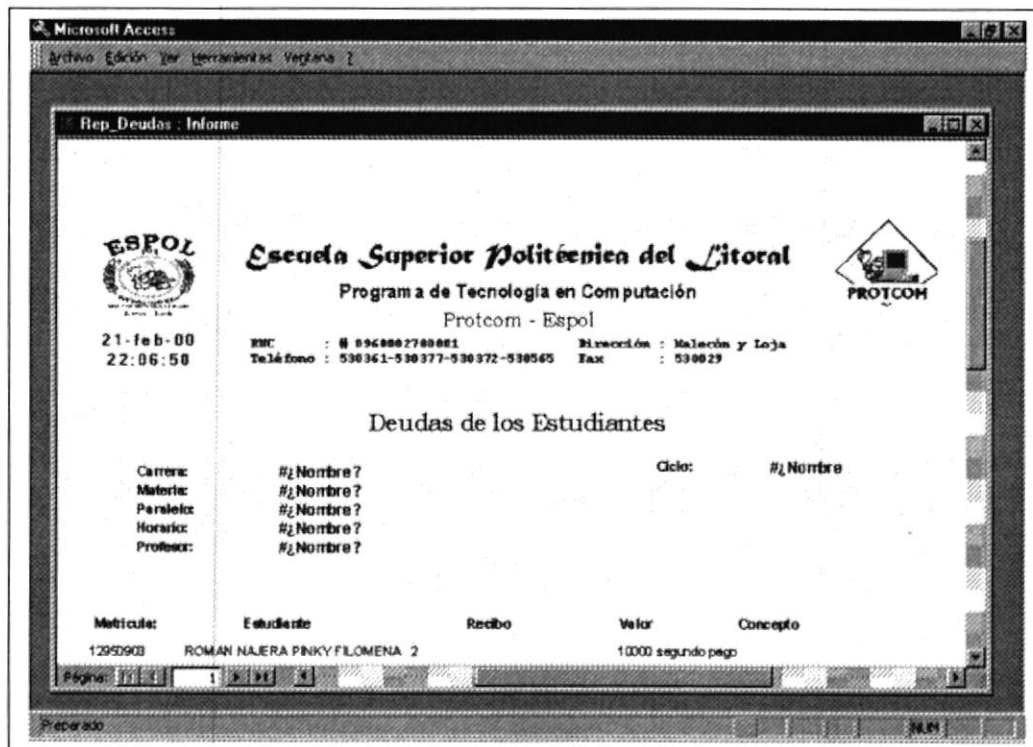 Microsoft Access
Archivo Edición Ver Herramientas Ventana ?
Rep_Deudas : Informe
ESPOL
Escuela Superior Politécnica del Litoral
Programa de Tecnología en Computación
Protcom - Espol
PROTCOM
21-feb-00
22:06:50
RUC : # 0960002780001 Dirección : Malecón y Loja
Teléfono : 530361-530377-530372-530565 Fax : 530029
Deudas de los Estudiantes
Carrera: #¿Nombre? Ciclo: #¿Nombre
Materia: #¿Nombre?
Paralelo: #¿Nombre?
Horario: #¿Nombre?
Profesor: #¿Nombre?
Matricula: Estudiante Recibo Valor Concepto
12950903 ROMAN NAJERA PINKY FILOMENA 2 10000 segundo pago
Página: 1
Preparado NUM